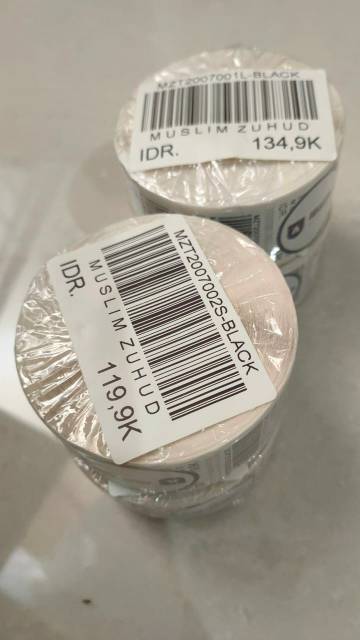 MZT2007001L-BLACK
MUSLIM ZUHUD
IDR. 134,9K
MZT2007002S-BLACK
MUSLIM ZUHUD
IDR. 119,9K